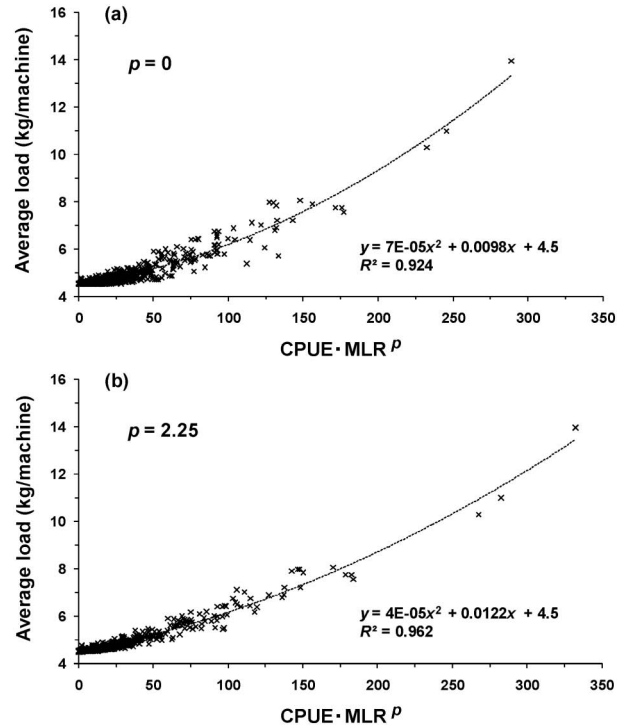 (a)
p = 0
Average load (kg/machine)
16
14
12
10
8
6
4
y = 7E-05x² + 0.0098x + 4.5
R² = 0.924
0 50 100 150 200 250 300 350
CPUE·MLR ᵖ
(b)
p = 2.25
Average load (kg/machine)
16
14
12
10
8
6
4
y = 4E-05x² + 0.0122x + 4.5
R² = 0.962
0 50 100 150 200 250 300 350
CPUE·MLR ᵖ